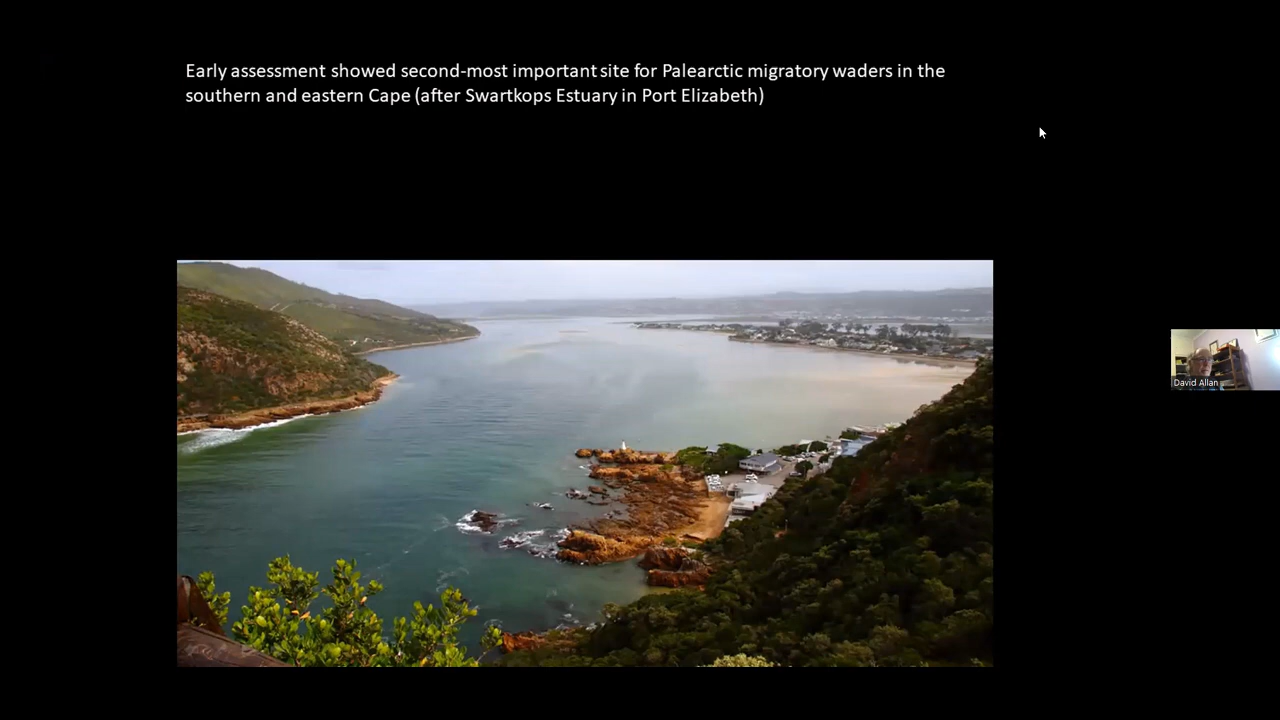 Early assessment showed second-most important site for Palearctic migratory waders in the
southern and eastern Cape (after Swartkops Estuary in Port Elizabeth)
David Allan